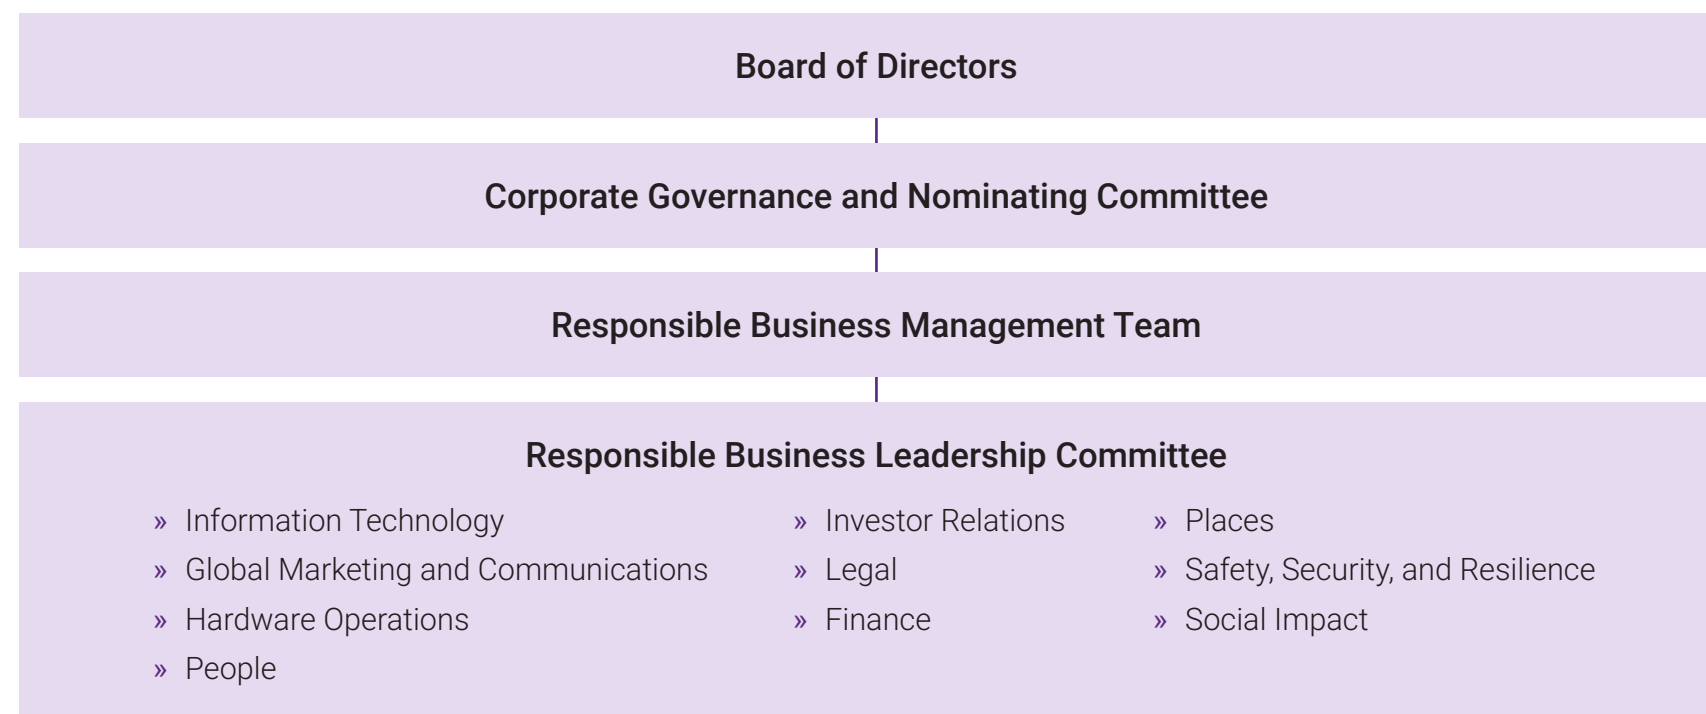 Board of Directors
Corporate Governance and Nominating Committee
Responsible Business Management Team
Responsible Business Leadership Committee
» Information Technology
» Global Marketing and Communications
» Hardware Operations
» People
» Investor Relations
» Legal
» Finance
» Places
» Safety, Security, and Resilience
» Social Impact